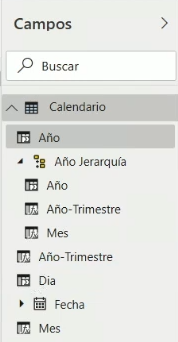 Campos
Buscar
Calendario
Año
Año Jerarquía
Año
Año-Trimestre
Mes
Año-Trimestre
Dia
Fecha
Mes